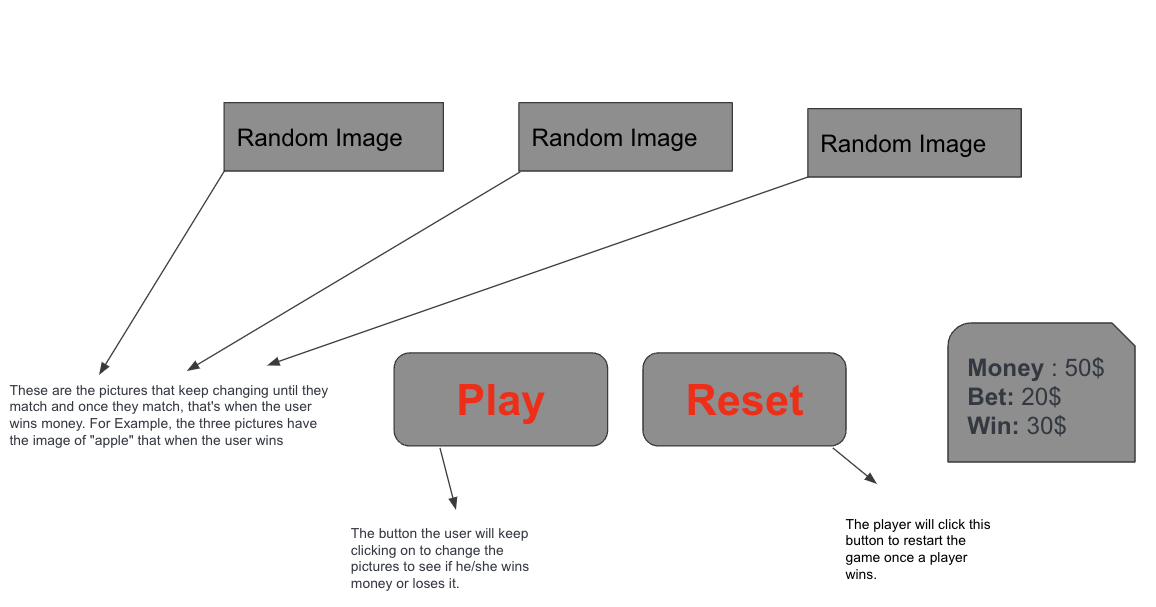 Random Image
Random Image
Random Image
These are the pictures that keep changing until they
match and once they match, that's when the user
wins money. For Example, the three pictures have
the image of "apple" that when the user wins
Play
Reset
Money : 50$
Bet: 20$
Win: 30$
The button the user will keep
clicking on to change the
pictures to see if he/she wins
money or loses it.
The player will click this
button to restart the
game once a player
wins.